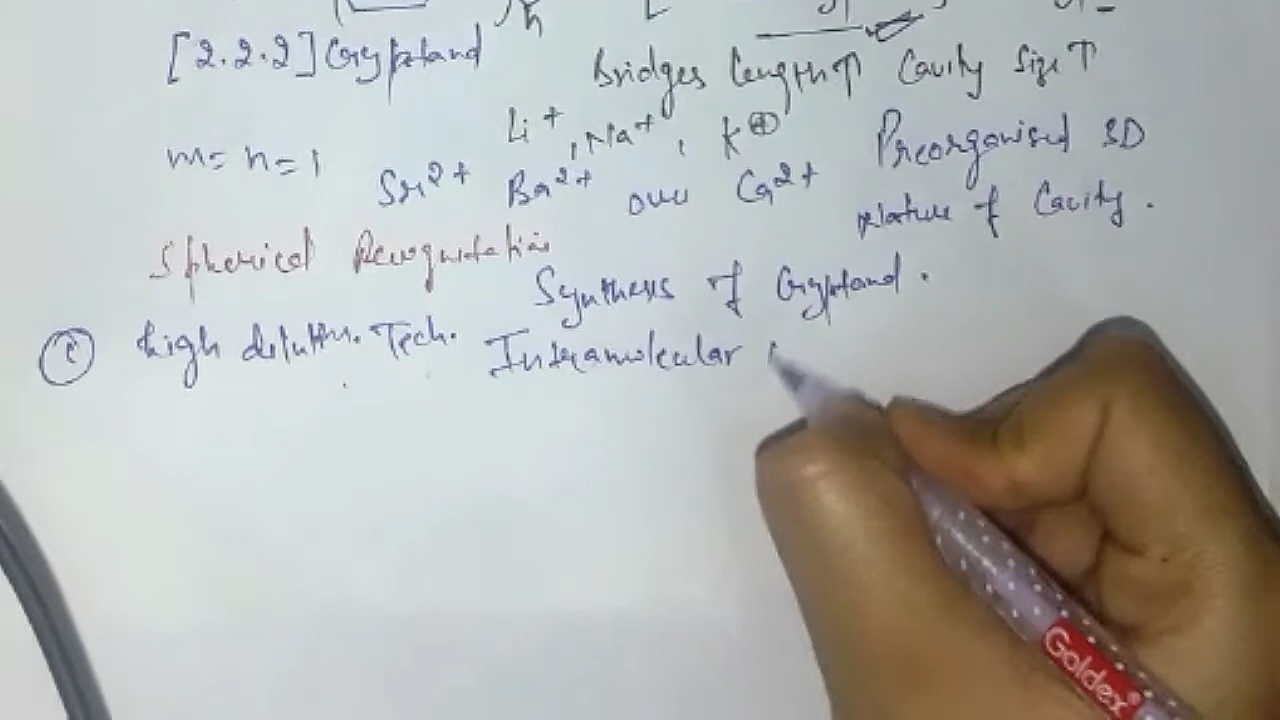 [2.2.2] Cryptand
Bridges length↑ Cavity Size↑
m = n = 1
Li⁺, Na⁺, K⊕
Sr²⁺ Ba²⁺ over Ca²⁺
Preorganised 3D
Nature of Cavity.
Spherical Recognitation
Synthesis of Cryptand.
high Dilution Tech. Intramolecular
Goldex